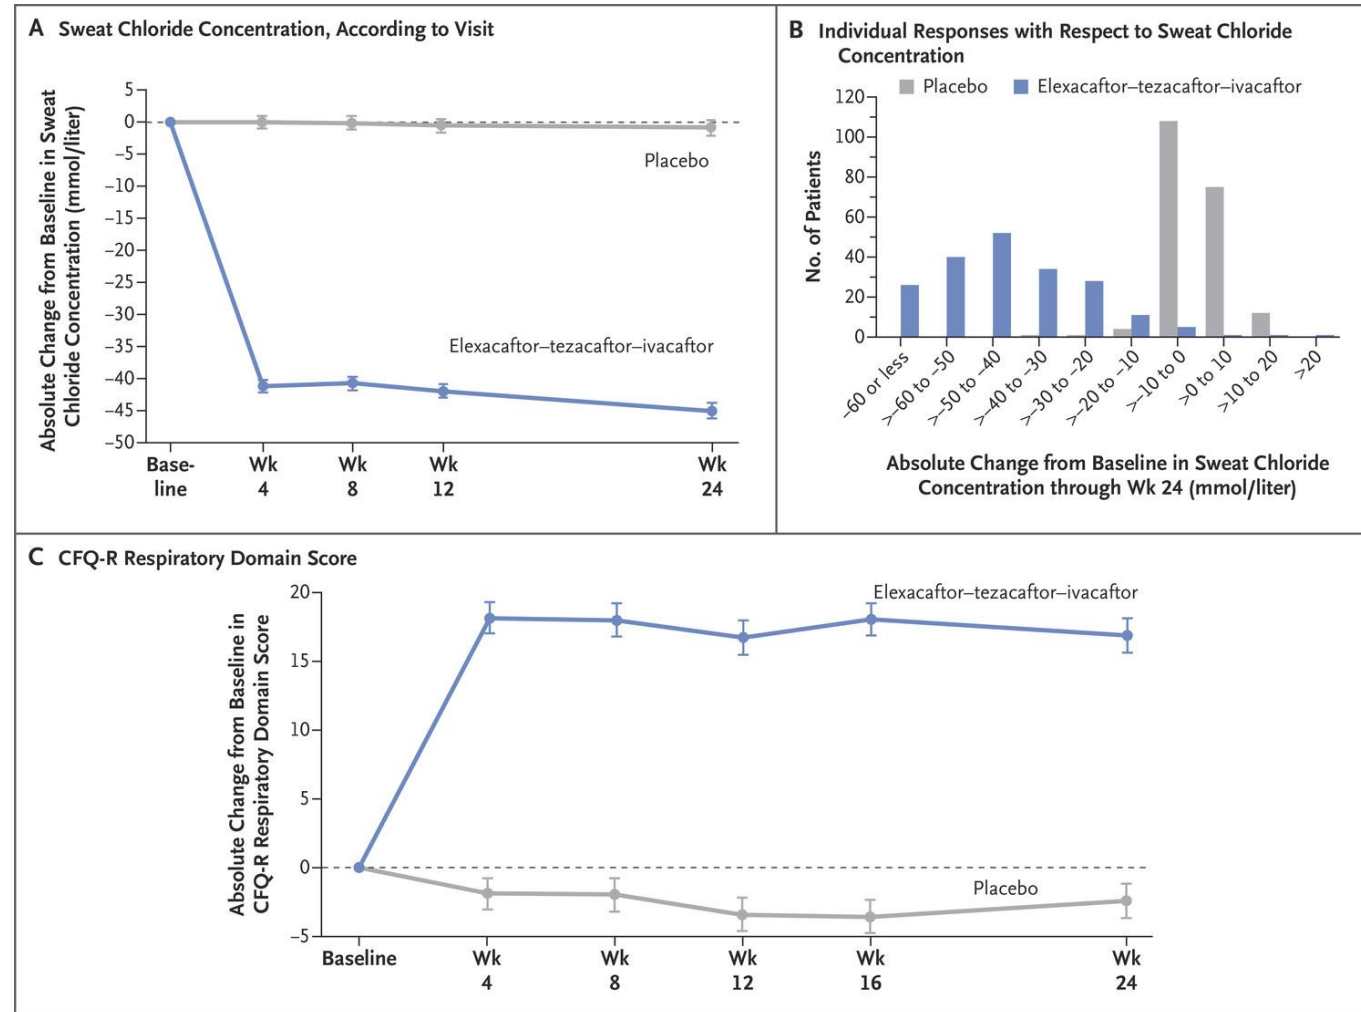 A Sweat Chloride Concentration, According to Visit
Absolute Change from Baseline in Sweat
Chloride Concentration (mmol/liter)
5
0
–5
–10
–15
–20
–25
–30
–35
–40
–45
–50
Placebo
Elexacaftor–tezacaftor–ivacaftor
Base-
line
Wk
4
Wk
8
Wk
12
Wk
24
B Individual Responses with Respect to Sweat Chloride
Concentration
Placebo
Elexacaftor–tezacaftor–ivacaftor
No. of Patients
120
100
80
60
40
20
0
–60 or less
>–60 to –50
>–50 to –40
>–40 to –30
>–30 to –20
>–20 to –10
>–10 to 0
>0 to 10
>10 to 20
>20
Absolute Change from Baseline in Sweat Chloride
Concentration through Wk 24 (mmol/liter)
C CFQ-R Respiratory Domain Score
Absolute Change from Baseline in
CFQ-R Respiratory Domain Score
20
15
10
5
0
–5
Elexacaftor–tezacaftor–ivacaftor
Placebo
Baseline
Wk
4
Wk
8
Wk
12
Wk
16
Wk
24